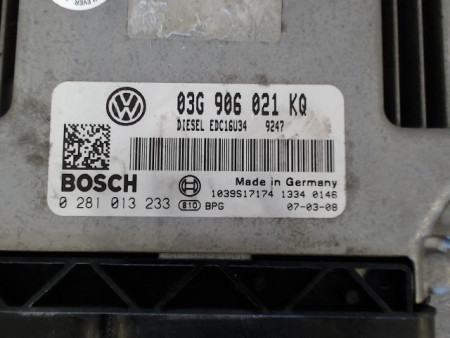 03G 906 021 KQ
DIESEL EDC16U34 9247
BOSCH
Made in Germany
1039S17174 1334 0146
0 281 013 233 810 BPG 07-03-08